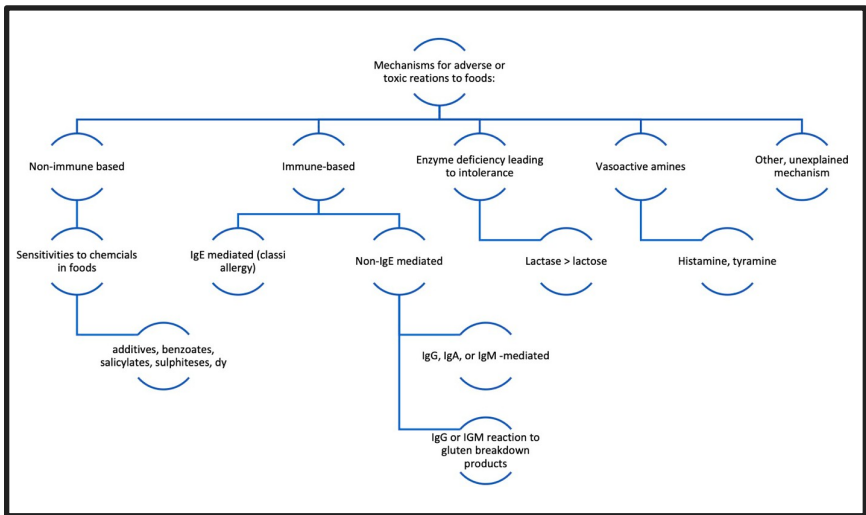 Mechanisms for adverse or
toxic reations to foods:
Non-immune based
Immune-based
Enzyme deficiency leading
to intolerance
Vasoactive amines
Other, unexplained
mechanism
Sensitivities to chemcials
in foods
IgE mediated (classi
allergy)
Non-IgE mediated
Lactase > lactose
Histamine, tyramine
additives, benzoates,
salicylates, sulphiteses, dy
IgG, IgA, or IgM -mediated
IgG or IGM reaction to
gluten breakdown
products